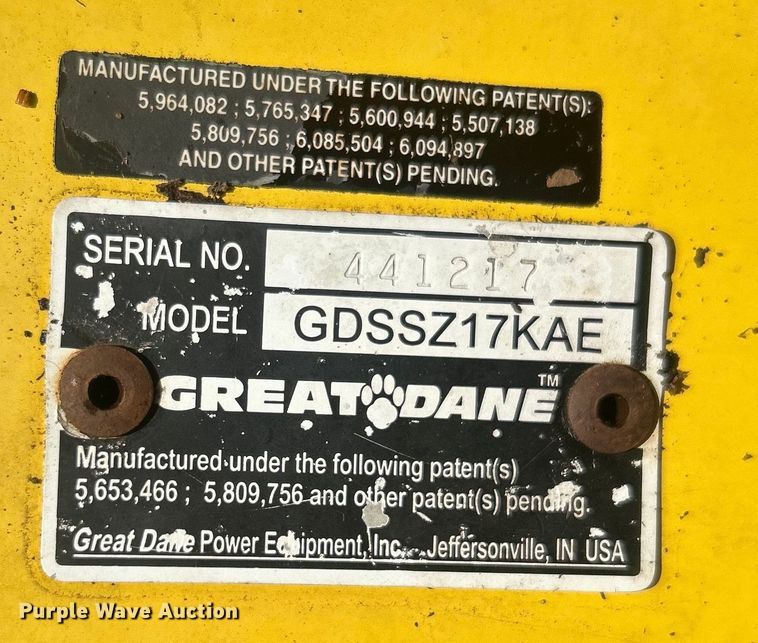 MANUFACTURED UNDER THE FOLLOWING PATENT(S):
5,964,082 ; 5,765,347 ; 5,600,944 ; 5,507,138
5,809,756 ; 6,085,504 ; 6,094,897
AND OTHER PATENT(S) PENDING.
SERIAL NO. 441217
MODEL GDSSZ17KAE
GREAT DANE™
Manufactured under the following patent(s)
5,653,466 ; 5,809,756 and other patent(s) pending.
Great Dane Power Equipment, Inc. Jeffersonville, IN USA
Purple Wave Auction